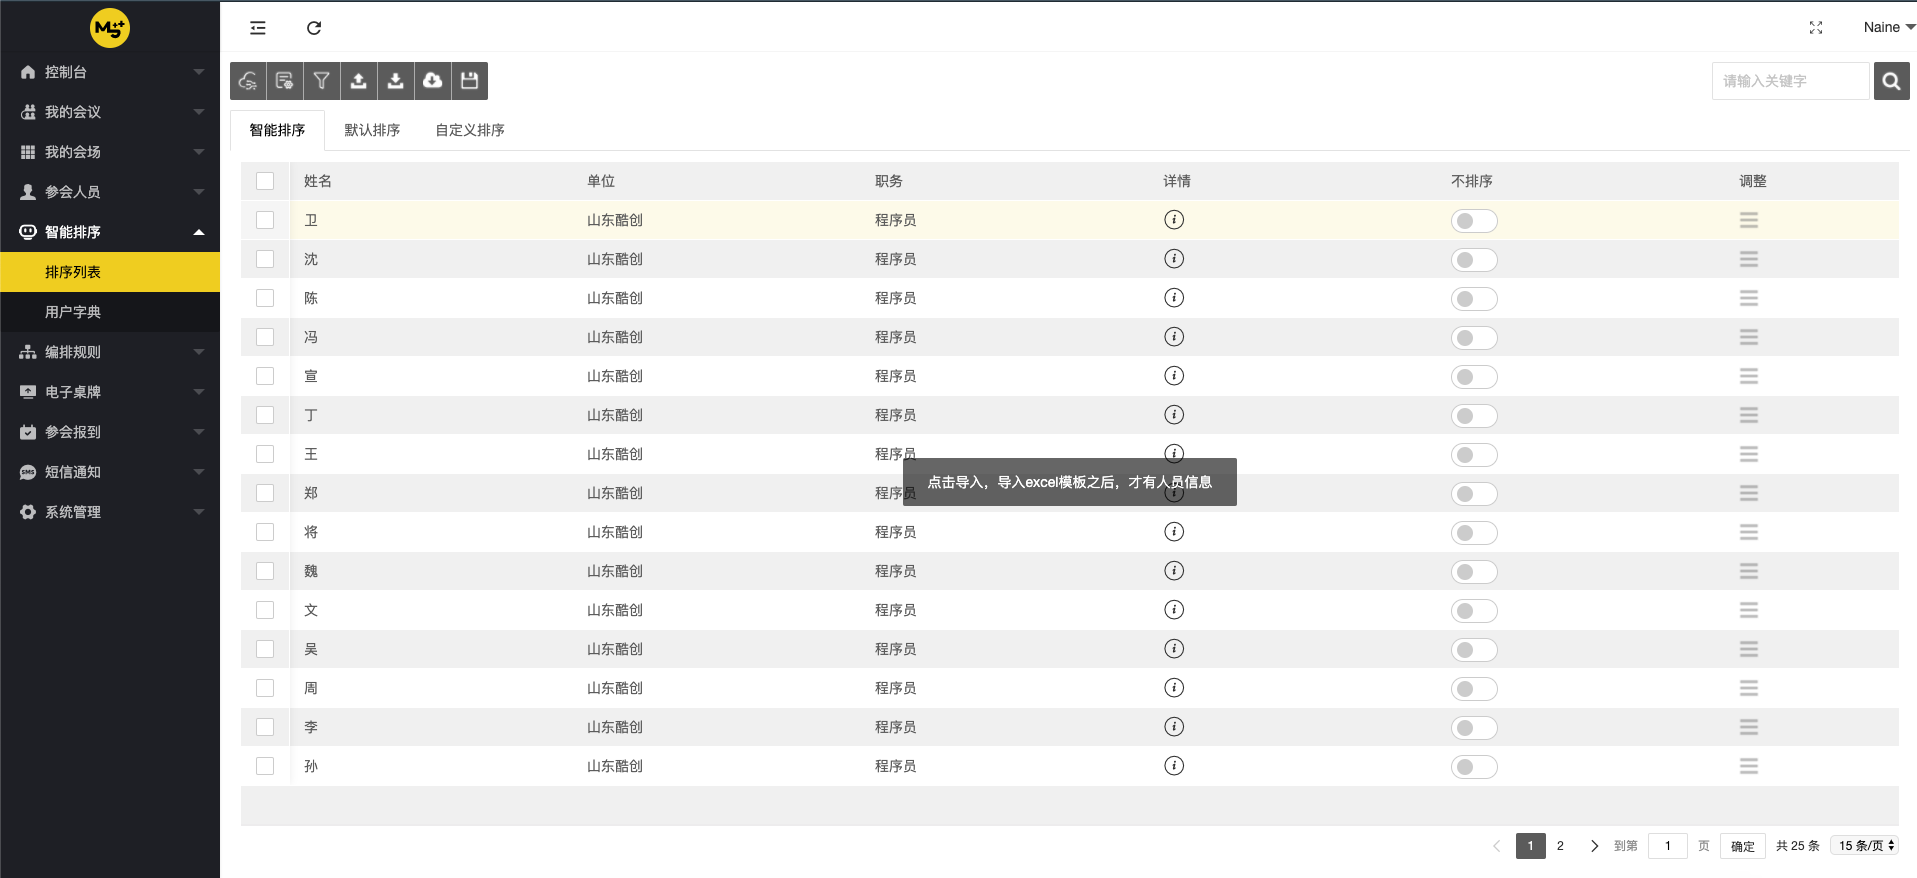 M5++
Naine
控制台
我的会议
我的会场
参会人员
智能排序
排序列表
用户字典
编排规则
电子桌牌
参会报到
SMS 短信通知
系统管理
请输入关键字
智能排序 默认排序 自定义排序
姓名 单位 职务 详情 不排序 调整
卫 山东酷创 程序员
沈 山东酷创 程序员
陈 山东酷创 程序员
冯 山东酷创 程序员
宣 山东酷创 程序员
丁 山东酷创 程序员
王 山东酷创 程序员
郑 山东酷创 程序员
点击导入，导入excel模板之后，才有人员信息
将 山东酷创 程序员
魏 山东酷创 程序员
文 山东酷创 程序员
吴 山东酷创 程序员
周 山东酷创 程序员
李 山东酷创 程序员
孙 山东酷创 程序员
1 2 到第 1 页 确定 共 25 条 15 条/页